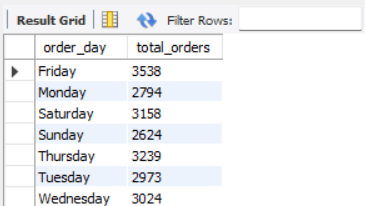 Result Grid Filter Rows:
order_day total_orders
Friday 3538
Monday 2794
Saturday 3158
Sunday 2624
Thursday 3239
Tuesday 2973
Wednesday 3024